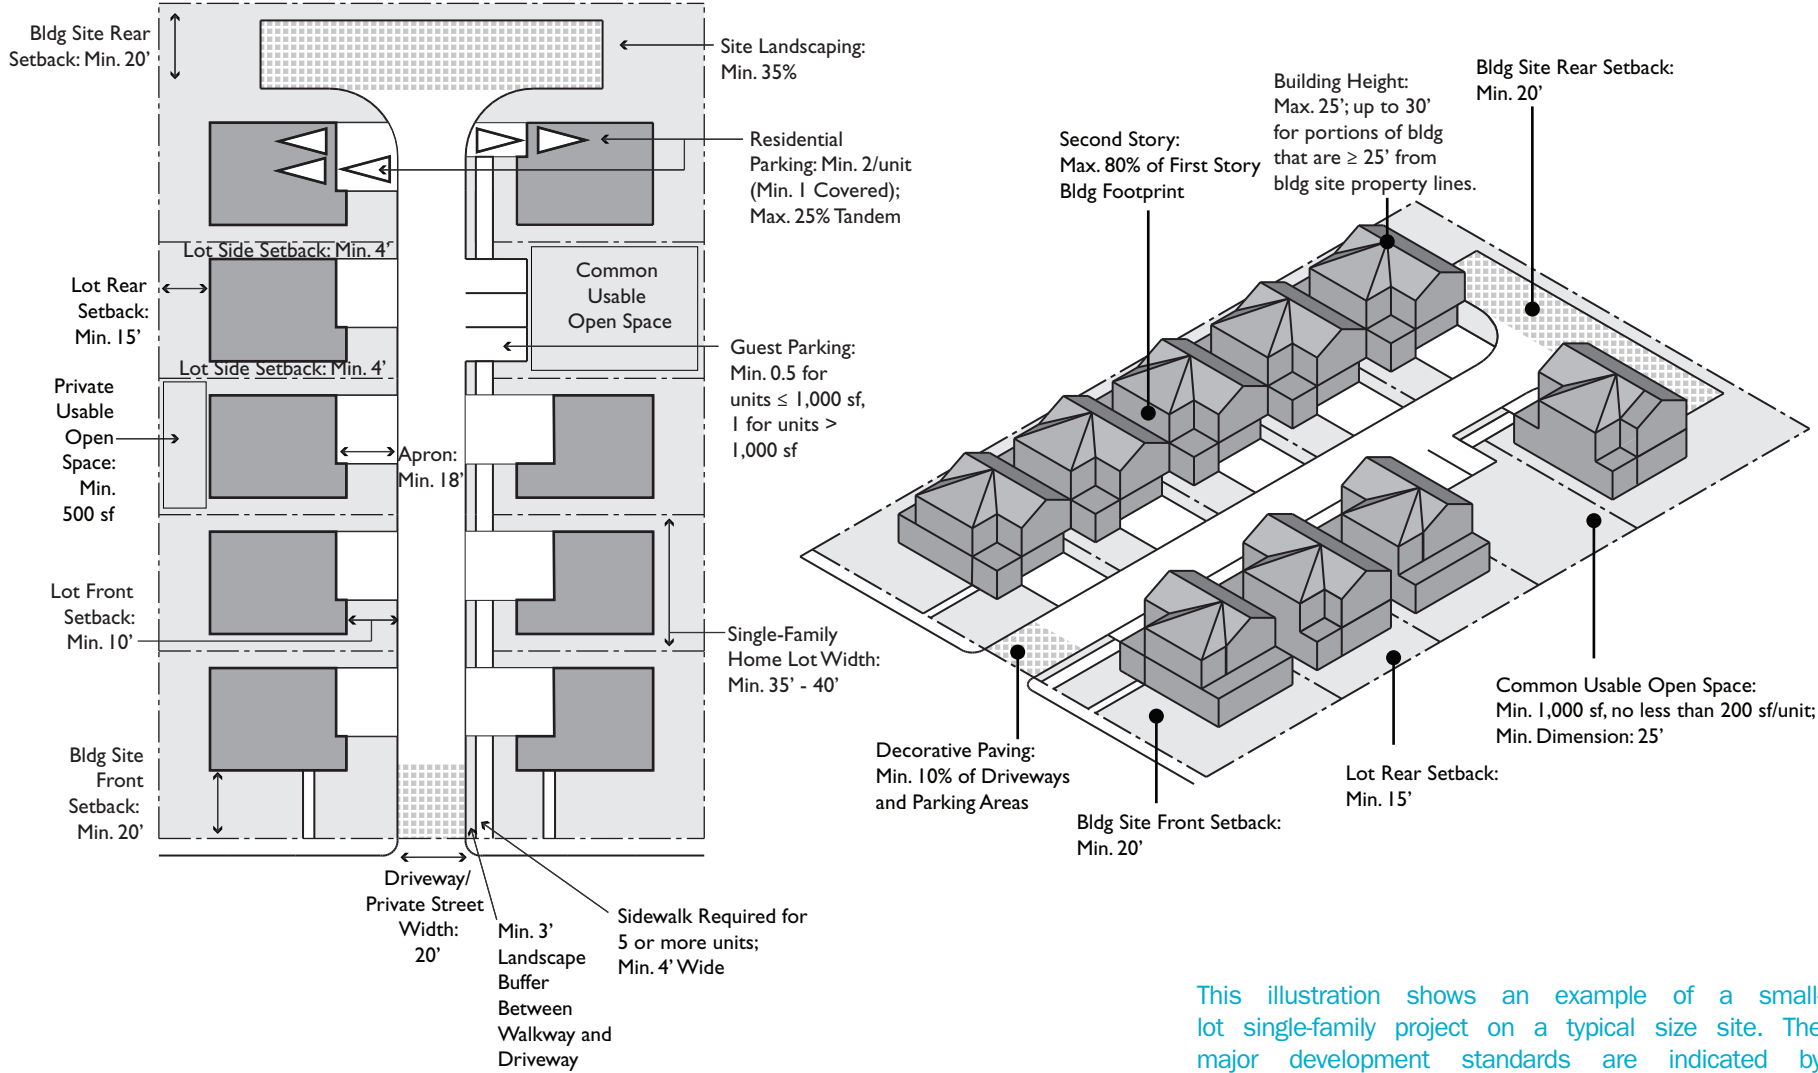 Bldg Site Rear
Setback: Min. 20’
Site Landscaping:
Min. 35%
Residential
Parking: Min. 2/unit
(Min. 1 Covered);
Max. 25% Tandem
Lot Side Setback: Min. 4’
Lot Rear
Setback:
Min. 15’
Common
Usable
Open Space
Lot Side Setback: Min. 4’
Guest Parking:
Min. 0.5 for
units ≤ 1,000 sf,
1 for units >
1,000 sf
Private
Usable
Open
Space:
Min.
500 sf
Apron:
Min. 18’
Lot Front
Setback:
Min. 10’
Single-Family
Home Lot Width:
Min. 35’ - 40’
Bldg Site
Front
Setback:
Min. 20’
Driveway/
Private Street
Width:
20’
Min. 3’
Landscape
Buffer
Between
Walkway and
Driveway
Sidewalk Required for
5 or more units;
Min. 4’ Wide
Second Story:
Max. 80% of First Story
Bldg Footprint
Building Height:
Max. 25’; up to 30’
for portions of bldg
that are ≥ 25’ from
bldg site property lines.
Bldg Site Rear Setback:
Min. 20’
Decorative Paving:
Min. 10% of Driveways
and Parking Areas
Bldg Site Front Setback:
Min. 20’
Lot Rear Setback:
Min. 15’
Common Usable Open Space:
Min. 1,000 sf, no less than 200 sf/unit;
Min. Dimension: 25’
This illustration shows an example of a small-
lot single-family project on a typical size site. The
major development standards are indicated by